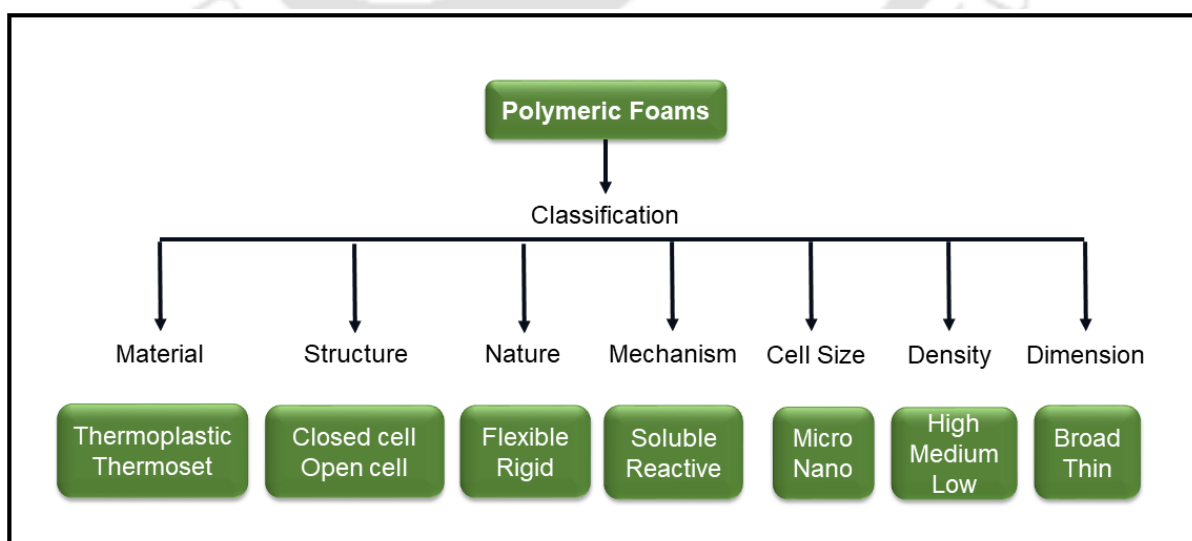 Polymeric Foams
Classification
Material Structure Nature Mechanism Cell Size Density Dimension
Thermoplastic
Thermoset
Closed cell
Open cell
Flexible
Rigid
Soluble
Reactive
Micro
Nano
High
Medium
Low
Broad
Thin